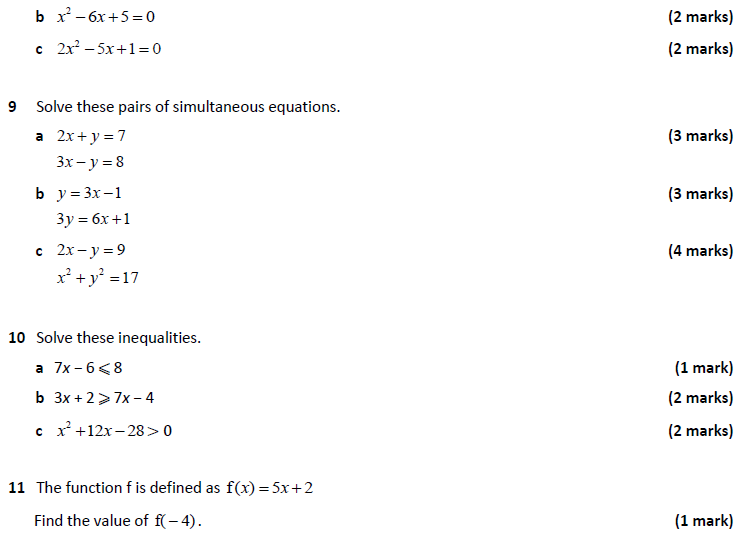 b x² – 6x + 5 = 0 (2 marks)
c 2x² – 5x + 1 = 0 (2 marks)
9 Solve these pairs of simultaneous equations.
a 2x + y = 7 (3 marks)
3x – y = 8
b y = 3x – 1 (3 marks)
3y = 6x + 1
c 2x – y = 9 (4 marks)
x² + y² = 17
10 Solve these inequalities.
a 7x – 6 ⩽ 8 (1 mark)
b 3x + 2 ⩾ 7x – 4 (2 marks)
c x² + 12x – 28 > 0 (2 marks)
11 The function f is defined as f(x) = 5x + 2
Find the value of f(– 4). (1 mark)